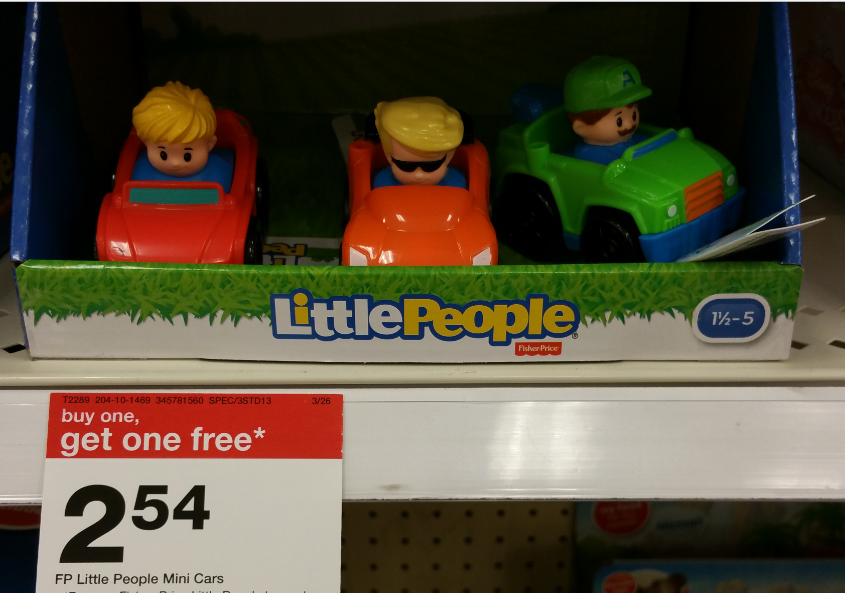 A
LittlePeople®
Fisher-Price
1½-5
T2289 204-10-1469 345781560 SPEC/3STD13 3/26
buy one,
get one free*
2 54
FP Little People Mini Cars